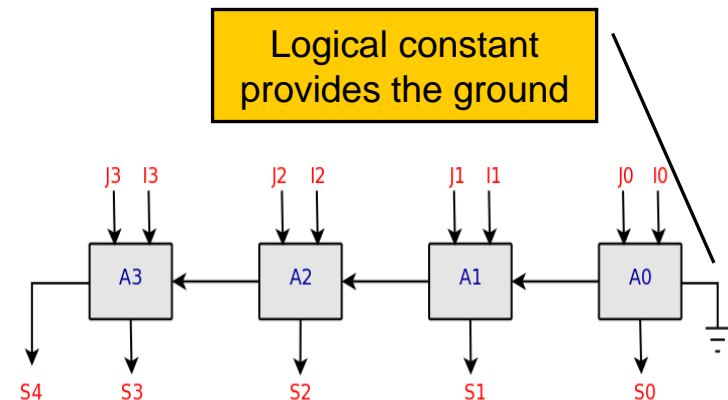 Logical constant
provides the ground
J3 I3 J2 I2 J1 I1 J0 I0
A3 A2 A1 A0
S4 S3 S2 S1 S0